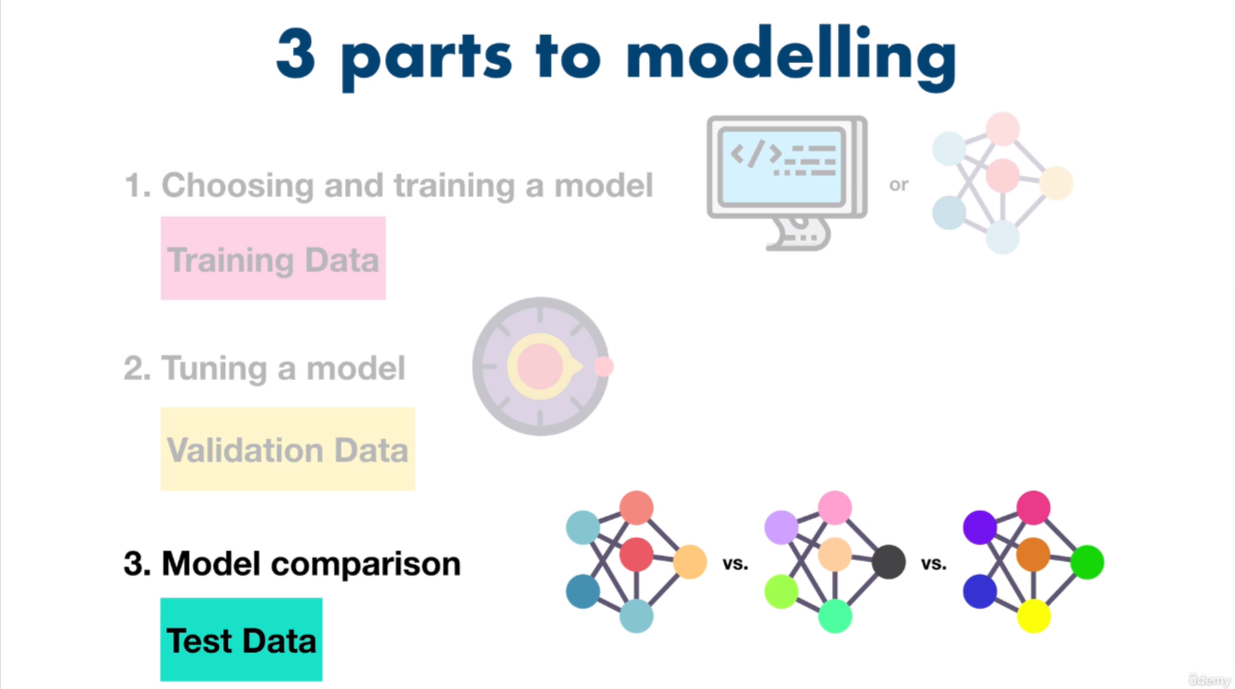 3 parts to modelling
1. Choosing and training a model
</>
or
Training Data
2. Tuning a model
Validation Data
3. Model comparison
vs.
vs.
Test Data
ûdemy